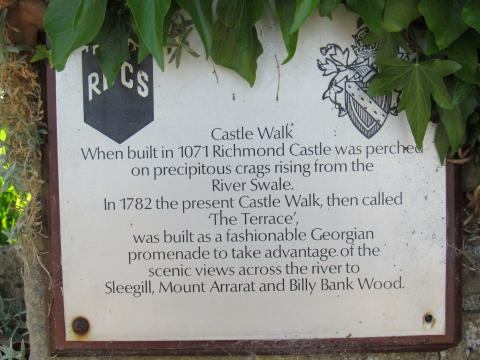 RICS
Castle Walk
When built in 1071 Richmond Castle was perched
on precipitous crags rising from the
River Swale.
In 1782 the present Castle Walk, then called
'The Terrace',
was built as a fashionable Georgian
promenade to take advantage of the
scenic views across the river to
Sleegill, Mount Ararat and Billy Bank Wood.